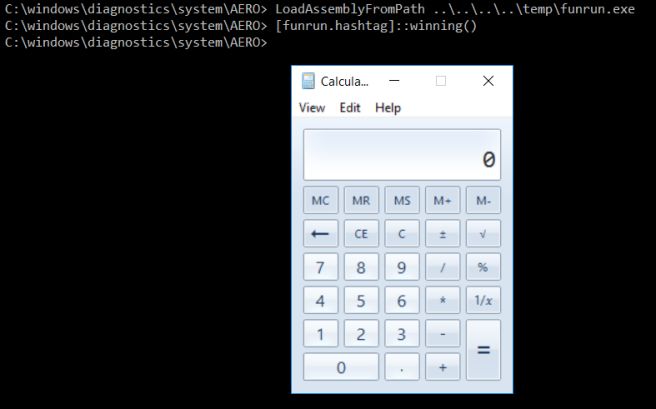 C:\windows\diagnostics\system\AERO> LoadAssemblyFromPath ..\..\..\..\temp\funrun.exe
C:\windows\diagnostics\system\AERO> [funrun.hashtag]::winning()
C:\windows\diagnostics\system\AERO>
Calcula...
View Edit Help
0
MC MR MS M+ M-
← CE C ± √
7 8 9 / %
4 5 6 * 1/x
1 2 3 - =
0 . +